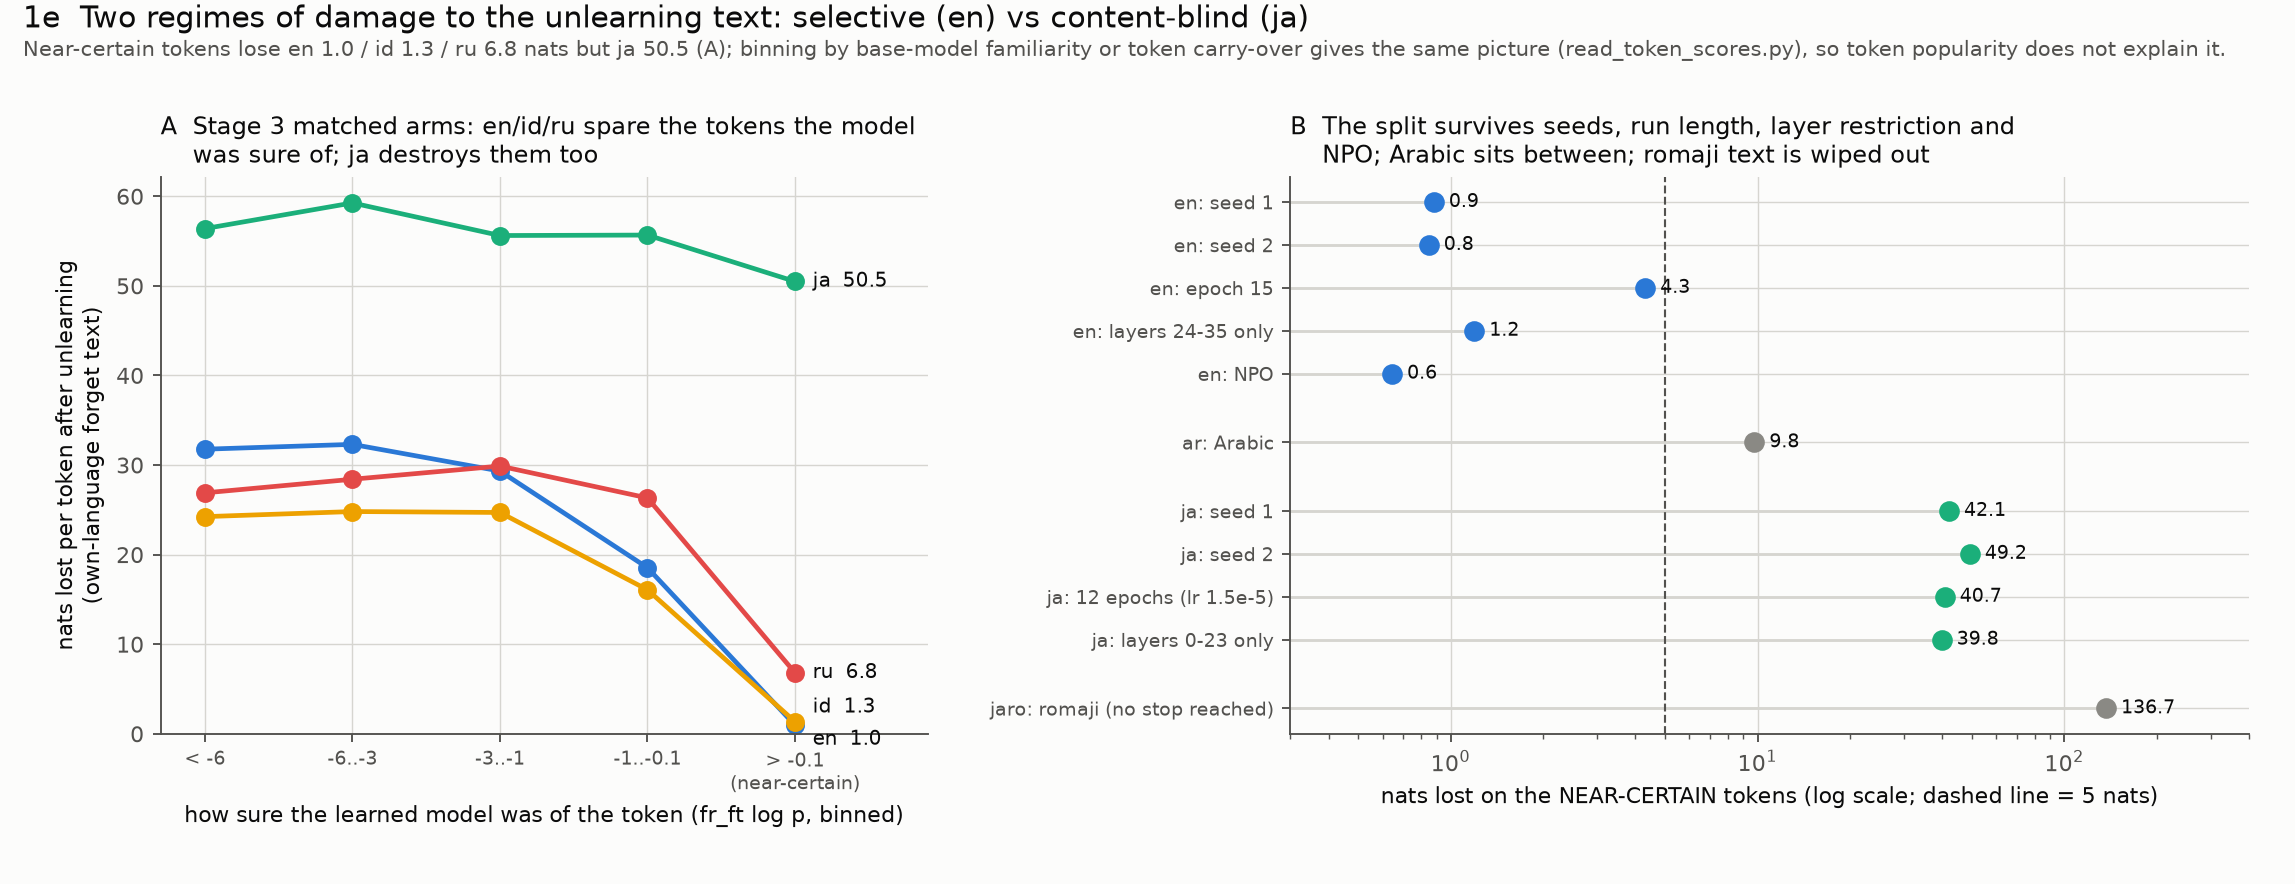 1e  Two regimes of damage to the unlearning text: selective (en) vs content-blind (ja)
Near-certain tokens lose en 1.0 / id 1.3 / ru 6.8 nats but ja 50.5 (A); binning by base-model familiarity or token carry-over gives the same picture (read_token_scores.py), so token popularity does not explain it.
A  Stage 3 matched arms: en/id/ru spare the tokens the model
was sure of; ja destroys them too
nats lost per token after unlearning
(own-language forget text)
60
50
40
30
20
10
0
ja  50.5
ru  6.8
id  1.3
en  1.0
< -6
-6..-3
-3..-1
-1..-0.1
> -0.1
(near-certain)
how sure the learned model was of the token (fr_ft log p, binned)
B  The split survives seeds, run length, layer restriction and
NPO; Arabic sits between; romaji text is wiped out
en: seed 1
0.9
en: seed 2
0.8
en: epoch 15
4.3
en: layers 24-35 only
1.2
en: NPO
0.6
ar: Arabic
9.8
ja: seed 1
42.1
ja: seed 2
49.2
ja: 12 epochs (lr 1.5e-5)
40.7
ja: layers 0-23 only
39.8
jaro: romaji (no stop reached)
136.7
10⁰
10¹
10²
nats lost on the NEAR-CERTAIN tokens (log scale; dashed line = 5 nats)